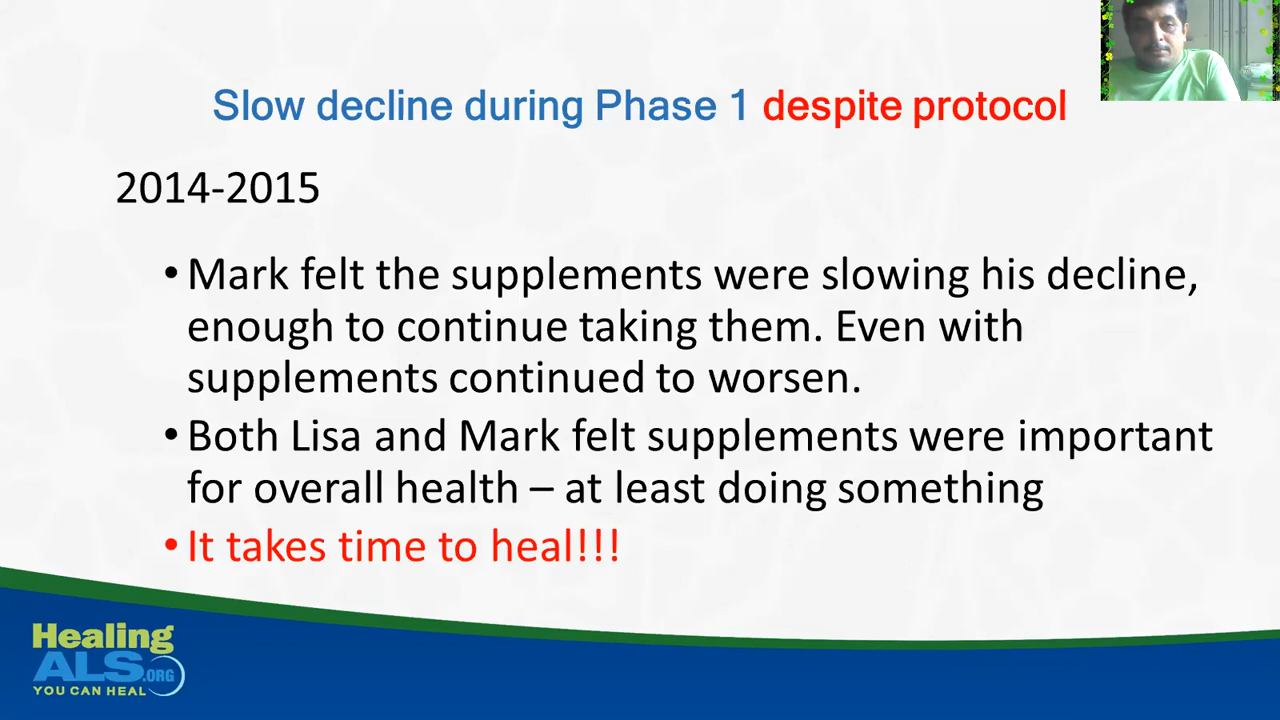 Slow decline during Phase 1 despite protocol
2014-2015
•Mark felt the supplements were slowing his decline,
enough to continue taking them. Even with
supplements continued to worsen.
•Both Lisa and Mark felt supplements were important
for overall health – at least doing something
•It takes time to heal!!!
Healing
ALS.ORG
YOU CAN HEAL